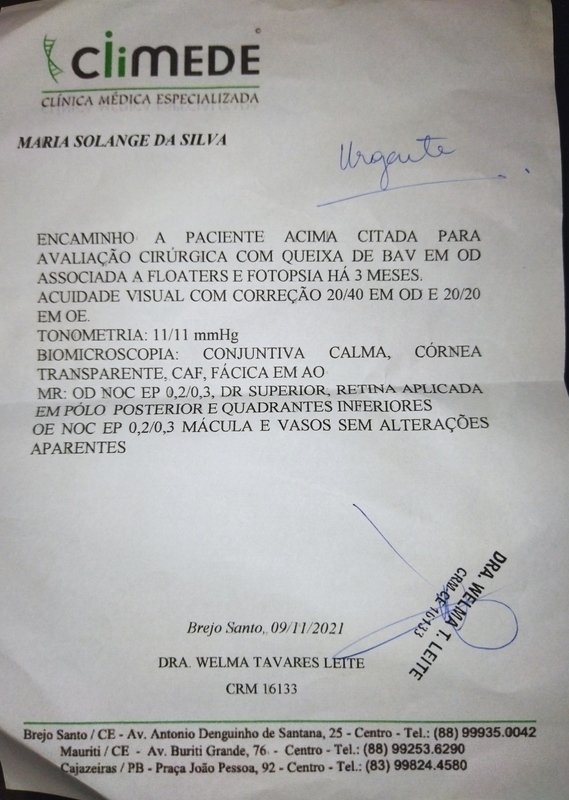 CliMEDE
CLÍNICA MÉDICA ESPECIALIZADA
MARIA SOLANGE DA SILVA
Urgente
ENCAMINHO A PACIENTE ACIMA CITADA PARA
AVALIAÇÃO CIRÚRGICA COM QUEIXA DE BAV EM OD
ASSOCIADA A FLOATERS E FOTOPSIA HÁ 3 MESES.
ACUIDADE VISUAL COM CORREÇÃO 20/40 EM OD E 20/20
EM OE.
TONOMETRIA: 11/11 mmHg
BIOMICROSCOPIA: CONJUNTIVA CALMA, CÓRNEA
TRANSPARENTE, CAF, FÁCICA EM AO
MR: OD NOC EP 0,2/0,3, DR SUPERIOR, RETINA APLICADA
EM PÓLO POSTERIOR E QUADRANTES INFERIORES
OE NOC EP 0,2/0,3 MÁCULA E VASOS SEM ALTERAÇÕES
APARENTES
DRA. WELMA T. LEITE
CRM-CE 16133
Brejo Santo, 09/11/2021
DRA. WELMA TAVARES LEITE
CRM 16133
Brejo Santo / CE - Av. Antonio Denguinho de Santana, 25 - Centro - Tel.: (88) 99935.0042
Mauriti / CE - Av. Buriti Grande, 76 - Centro - Tel.: (88) 99253.6290
Cajazeiras / PB - Praça João Pessoa, 92 - Centro - Tel.: (83) 99824.4580